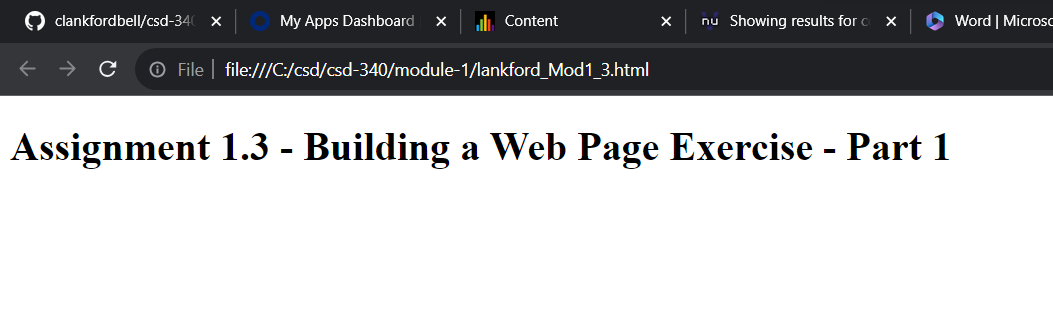 clankfordbell/csd-340
My Apps Dashboard
Content
Showing results for c
Word | Microso
File
file:///C:/csd/csd-340/module-1/lankford_Mod1_3.html
Assignment 1.3 - Building a Web Page Exercise - Part 1